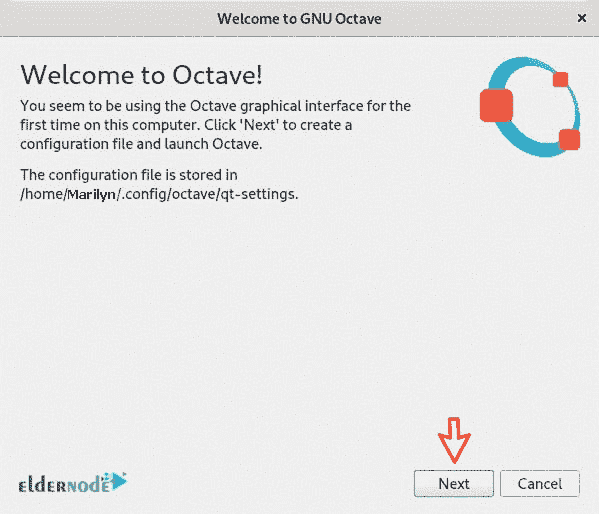 Welcome to GNU Octave
×
Welcome to Octave!
You seem to be using the Octave graphical interface for the
first time on this computer. Click 'Next' to create a
configuration file and launch Octave.
The configuration file is stored in
/home/Marilyn/.config/octave/qt-settings.
eldernode
Next
Cancel